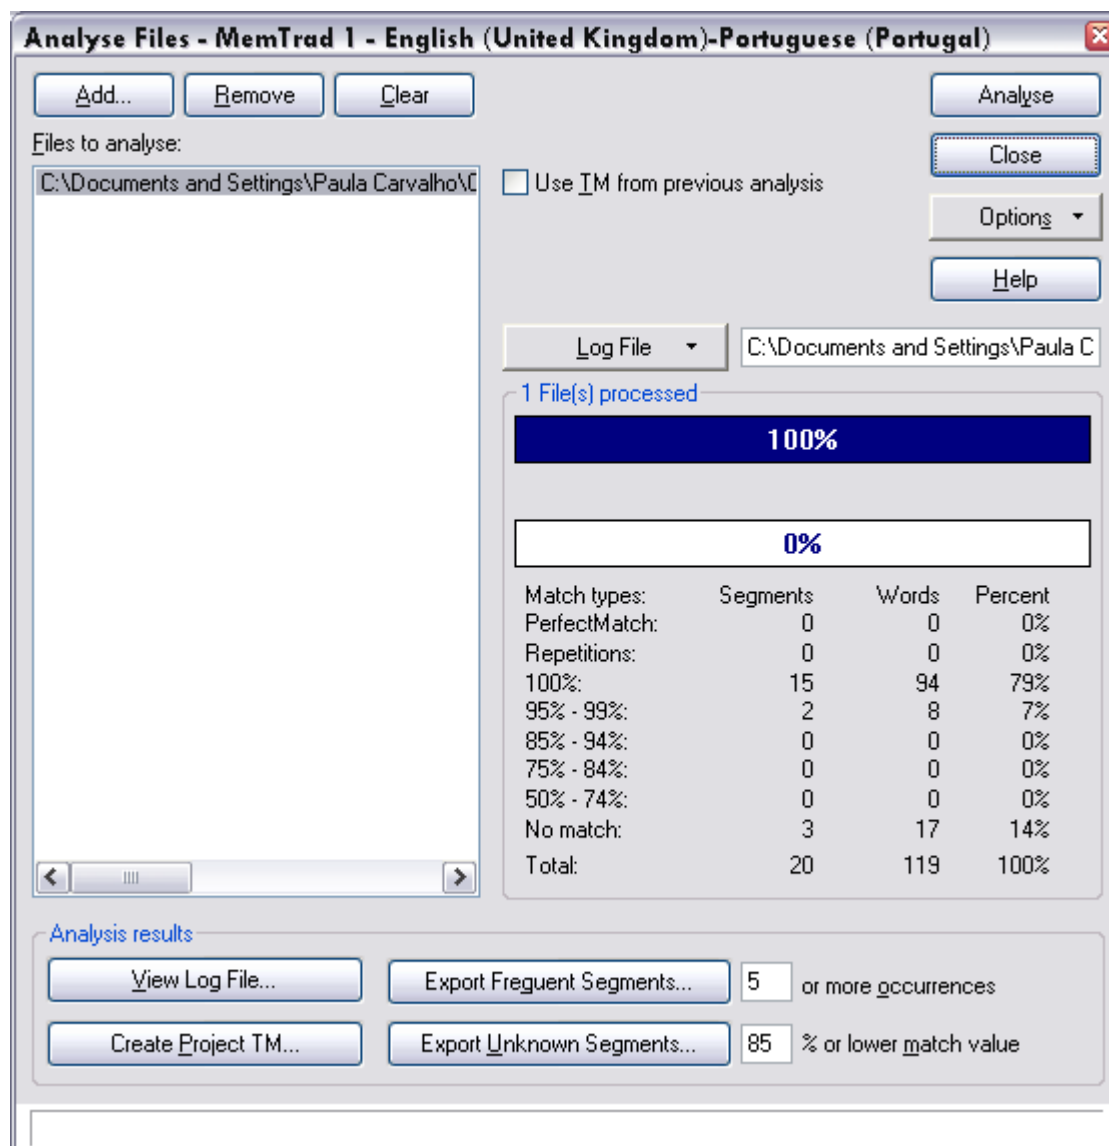 Analyse Files - MemTrad 1 - English (United Kingdom)-Portuguese (Portugal)
Add... Remove Clear Analyse
Files to analyse:
Close
C:\Documents and Settings\Paula Carvalho\
Use TM from previous analysis
Options
Help
Log File C:\Documents and Settings\Paula C
1 File(s) processed
100%
0%
Match types: Segments Words Percent
PerfectMatch: 0 0 0%
Repetitions: 0 0 0%
100%: 15 94 79%
95% - 99%: 2 8 7%
85% - 94%: 0 0 0%
75% - 84%: 0 0 0%
50% - 74%: 0 0 0%
No match: 3 17 14%
Total: 20 119 100%
Analysis results
View Log File... Export Frequent Segments... 5 or more occurrences
Create Project TM... Export Unknown Segments... 85 % or lower match value